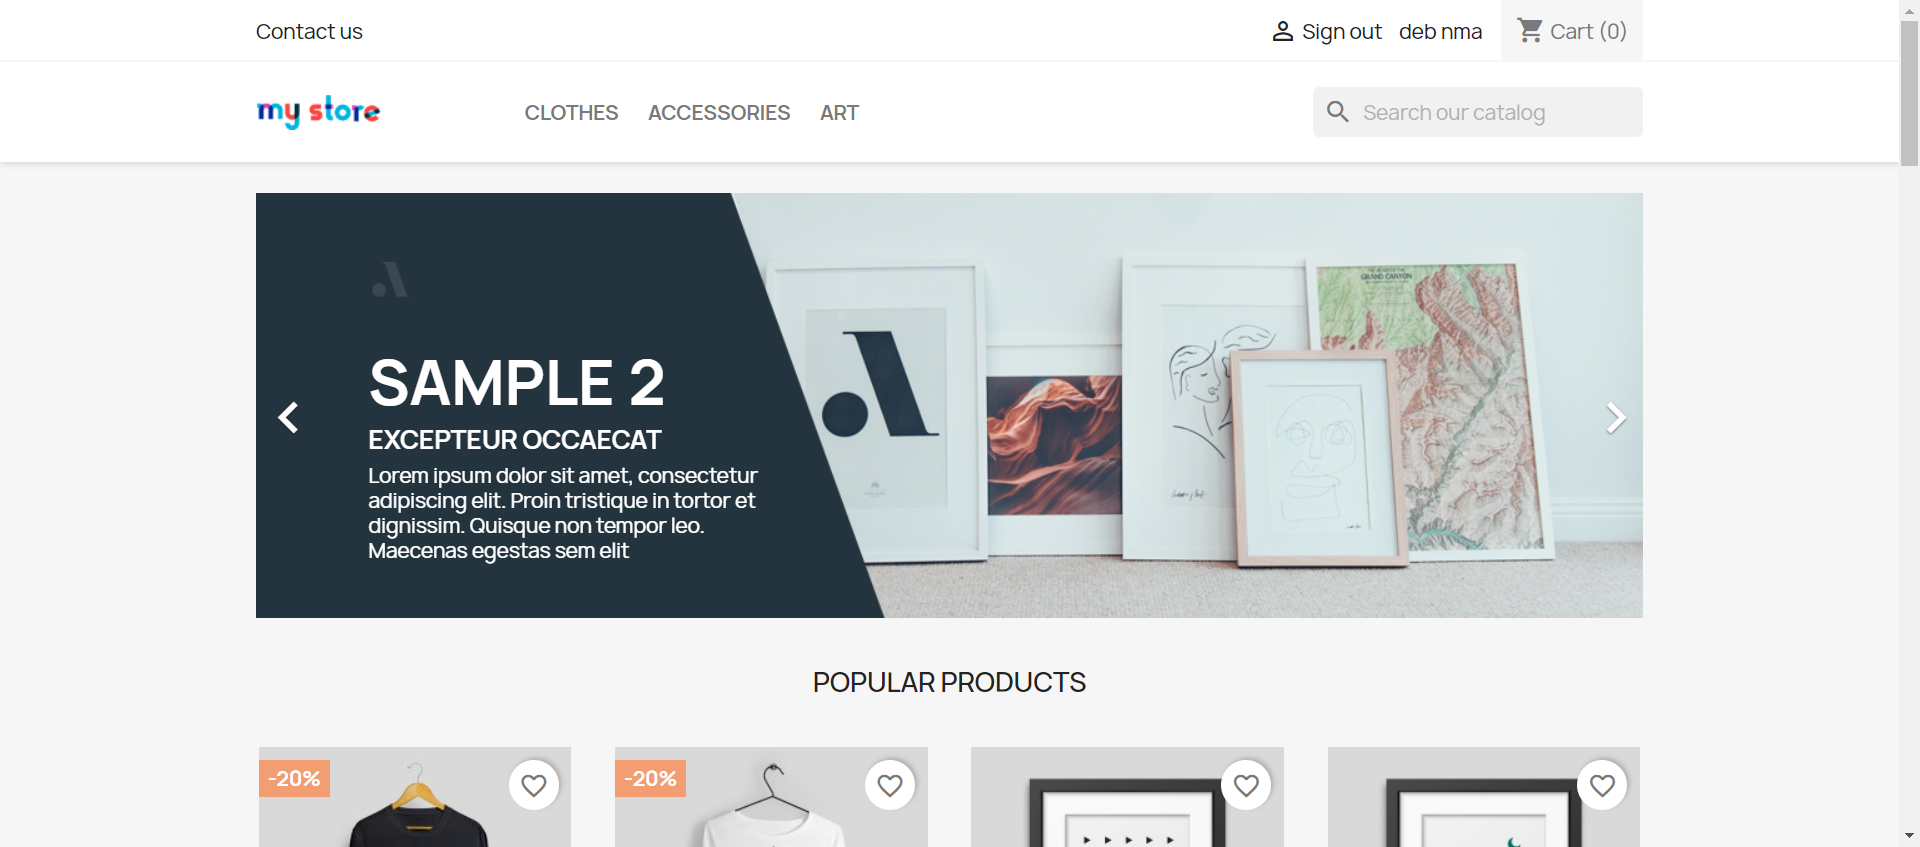 Contact us
Sign out deb nma Cart (0)
my store
CLOTHES ACCESSORIES ART
Search our catalog
GRAND CANYON
SAMPLE 2
EXCEPTEUR OCCAECAT
Lorem ipsum dolor sit amet, consectetur
adipiscing elit. Proin tristique in tortor et
dignissim. Quisque non tempor leo.
Maecenas egestas sem elit
POPULAR PRODUCTS
-20%
-20%